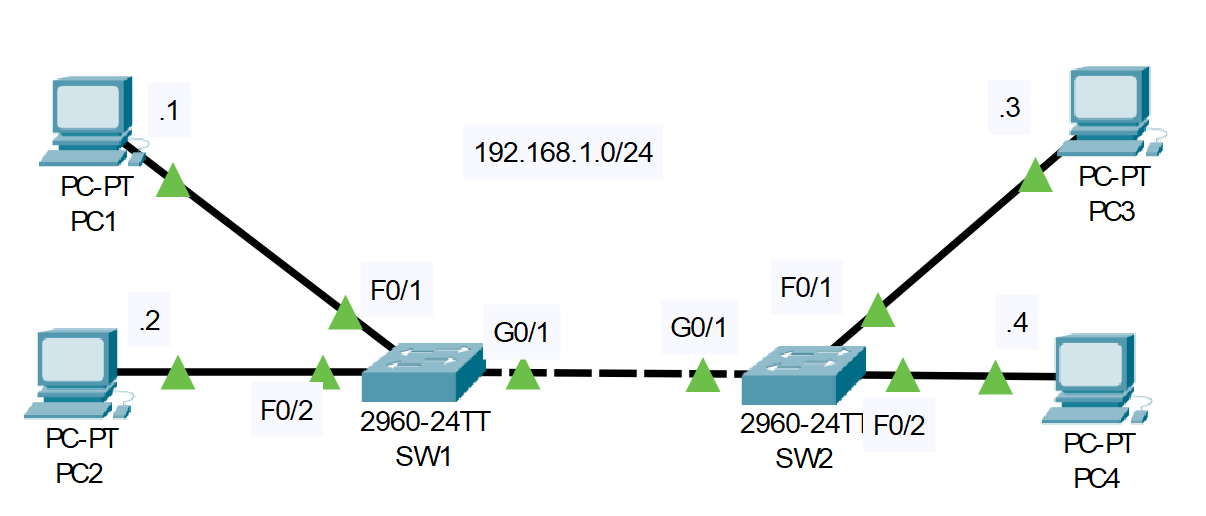 .1
.3
192.168.1.0/24
PC-PT
PC1
PC-PT
PC3
F0/1
F0/1
.2
G0/1
G0/1
.4
F0/2
2960-24TT
SW1
2960-24TT
SW2
F0/2
PC-PT
PC2
PC-PT
PC4